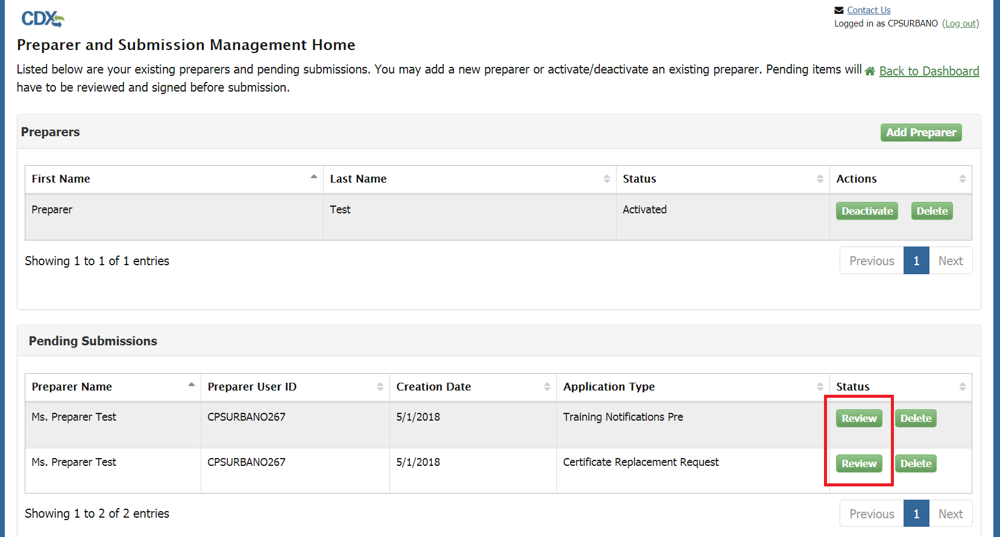 CDX
Contact Us
Logged in as CPSURBANO (Log out)
Preparer and Submission Management Home
Listed below are your existing preparers and pending submissions. You may add a new preparer or activate/deactivate an existing preparer. Pending items will
have to be reviewed and signed before submission.
Back to Dashboard
Preparers
Add Preparer
First Name Last Name Status Actions
Preparer Test Activated Deactivate Delete
Showing 1 to 1 of 1 entries
Previous 1 Next
Pending Submissions
Preparer Name Preparer User ID Creation Date Application Type Status
Ms. Preparer Test CPSURBANO267 5/1/2018 Training Notifications Pre Review Delete
Ms. Preparer Test CPSURBANO267 5/1/2018 Certificate Replacement Request Review Delete
Showing 1 to 2 of 2 entries
Previous 1 Next